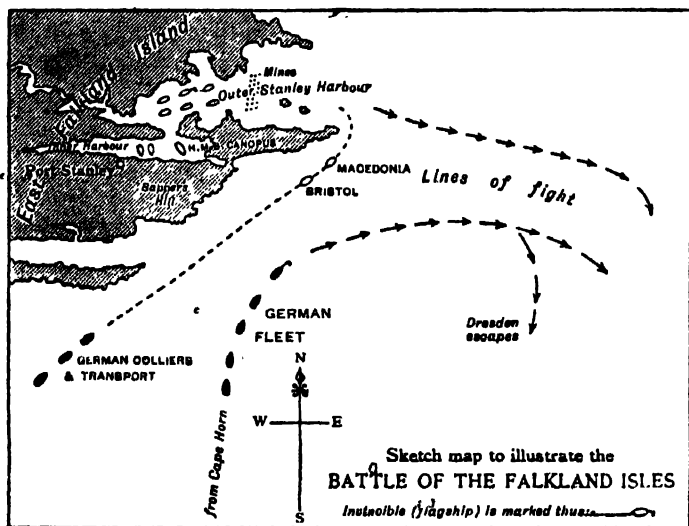 East Falkland Island
Mines
Outer Stanley Harbour
Inner Harbour
H.M.S. CANOPUS
Port Stanley
Sappers Hill
MACEDONIA
BRISTOL
Lines of fight
GERMAN
FLEET
Dresden
escapes
GERMAN COLLIERS
& TRANSPORT
from Cape Horn
N
W E
S
Sketch map to illustrate the
BATTLE OF THE FALKLAND ISLES
Invincible (flagship) is marked thus: